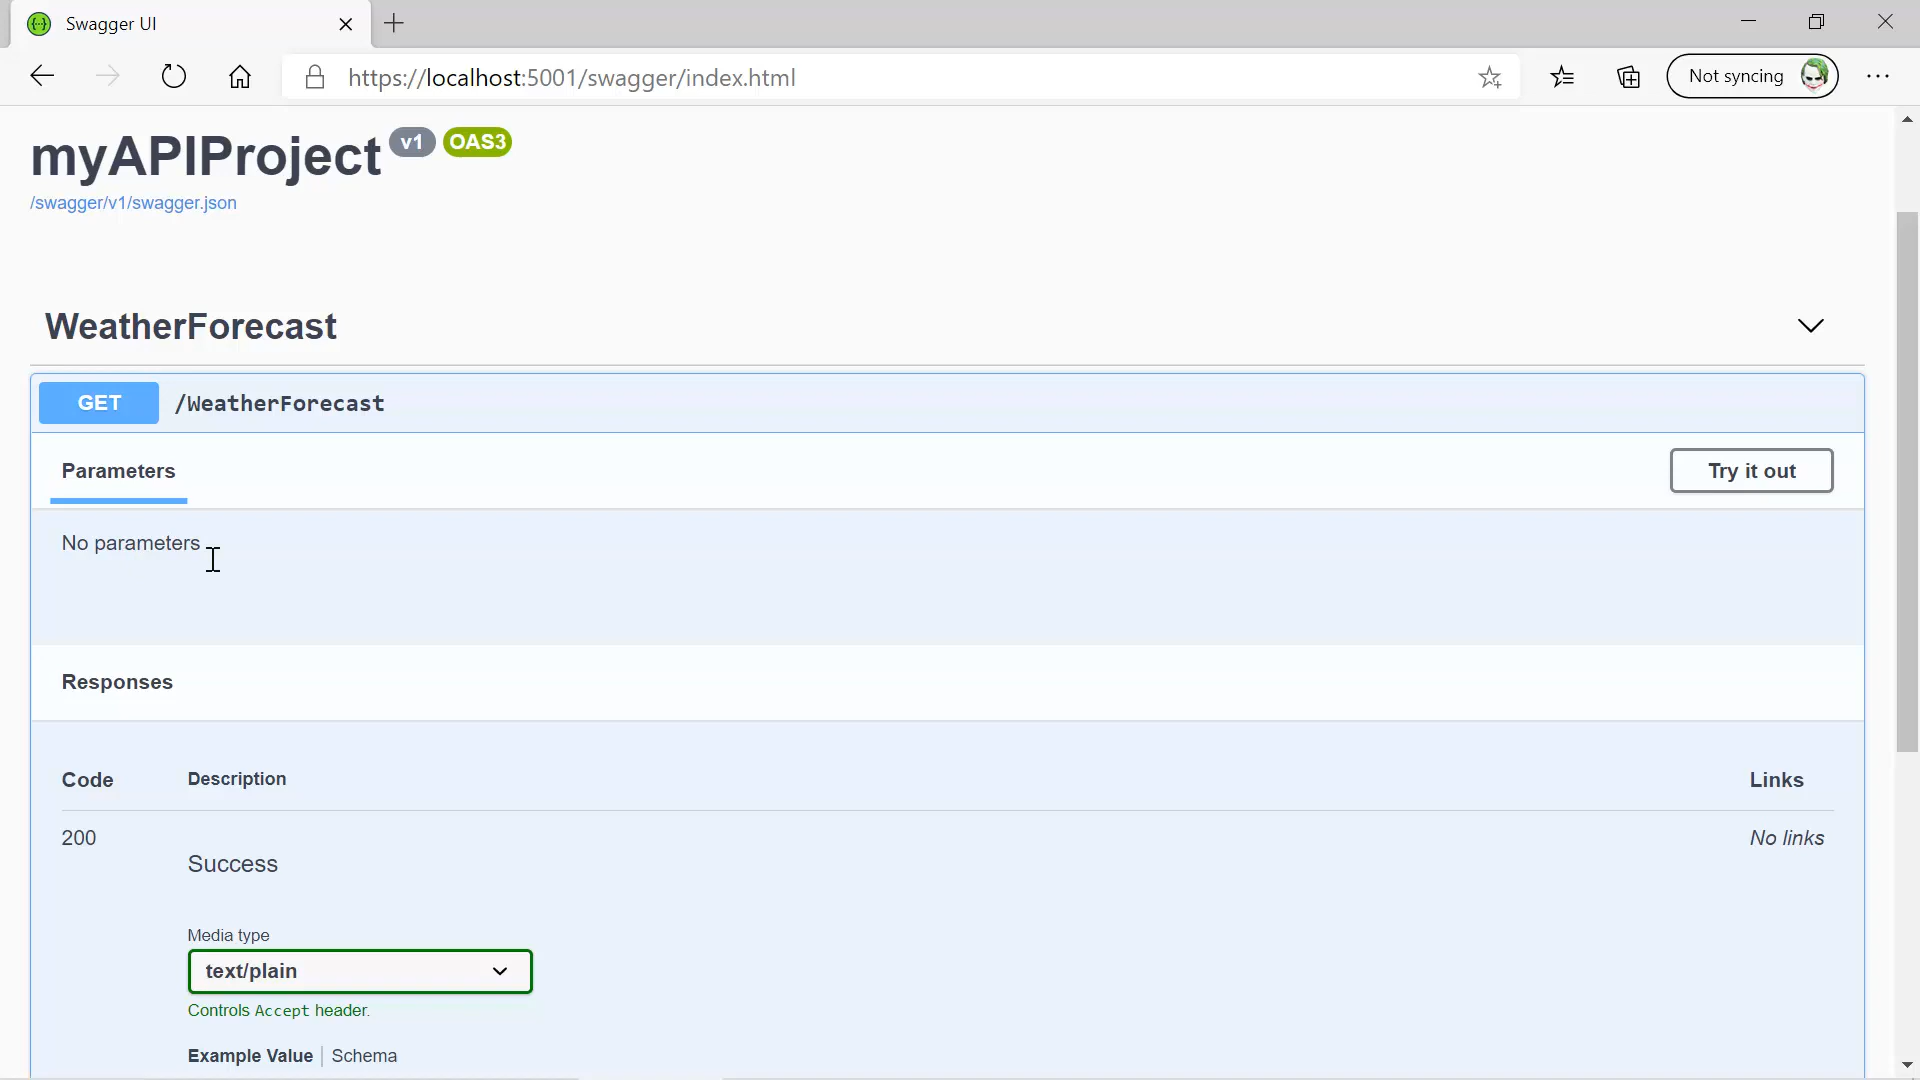 Swagger UI
https://localhost:5001/swagger/index.html
Not syncing
myAPIProject v1 OAS3
/swagger/v1/swagger.json
WeatherForecast
GET /WeatherForecast
Parameters
Try it out
No parameters
Responses
Code Description Links
200 No links
Success
Media type
text/plain
Controls Accept header.
Example Value Schema